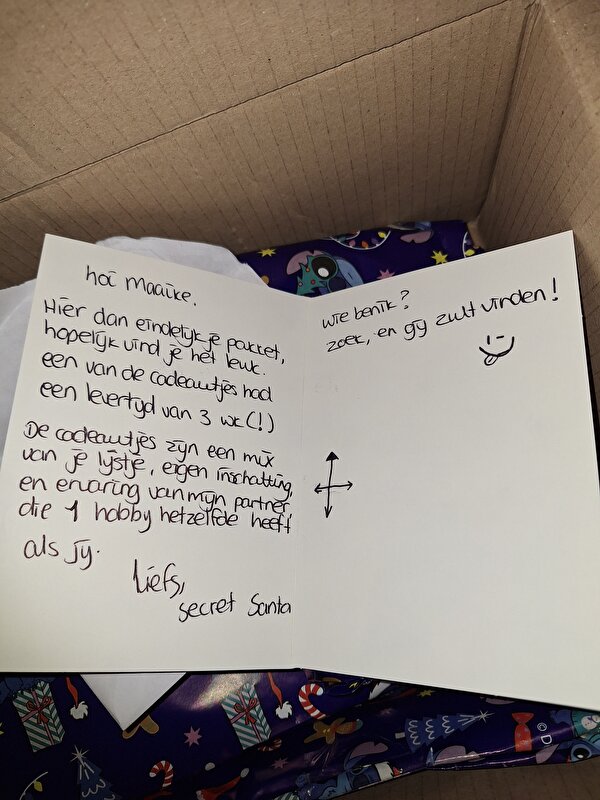 hoi Maaike.
Hier dan eindelijk je pakket,
hopelijk vind je het leuk.
een van de cadeautjes had
een levertijd van 3 wk (!)
De cadeautjes zijn een mix
van je lijstje, eigen inschatting,
en ervaring van mijn partner,
die 1 hobby hetzelfde heeft
als jij.
Liefs,
secret Santa
wie ben ik?
zoek, en gij zult vinden!
© D